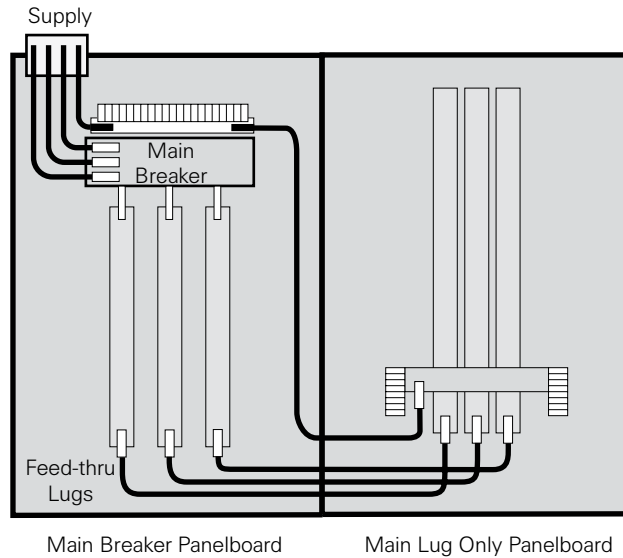 Supply
Main
Breaker
Feed-thru
Lugs
Main Breaker Panelboard
Main Lug Only Panelboard